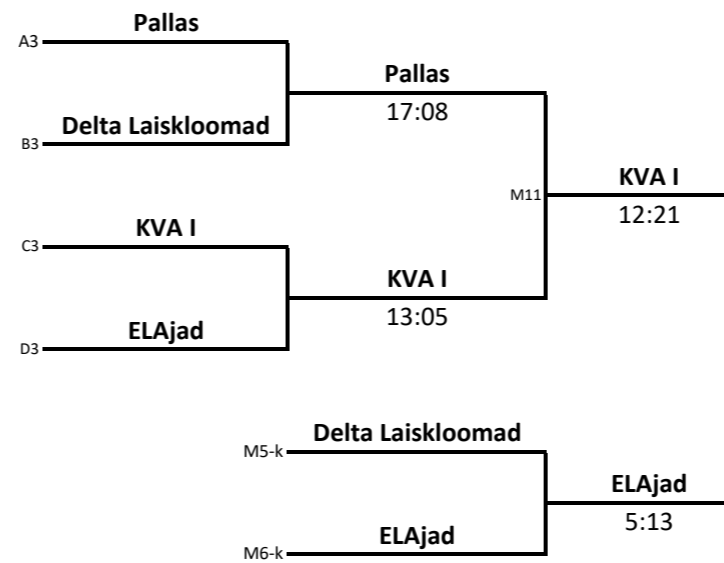 Pallas
A3
Pallas
17:08
Delta Laiskloomad
B3
KVA I
M11
12:21
KVA I
C3
KVA I
13:05
ELAjad
D3
Delta Laiskloomad
M5-k
ELAjad
5:13
ELAjad
M6-k